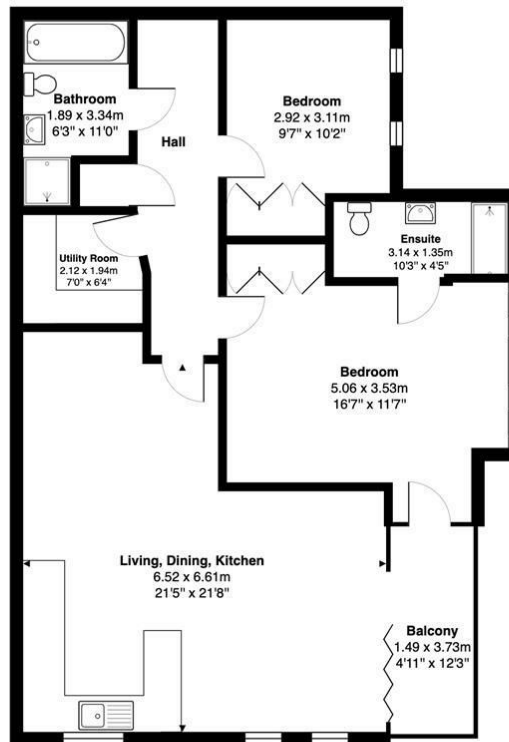 Bathroom
1.89 x 3.34m
6'3" x 11'0"
Hall
Bedroom
2.92 x 3.11m
9'7" x 10'2"
Utility Room
2.12 x 1.94m
7'0" x 6'4"
Ensuite
3.14 x 1.35m
10'3" x 4'5"
Bedroom
5.06 x 3.53m
16'7" x 11'7"
Living, Dining, Kitchen
6.52 x 6.61m
21'5" x 21'8"
Balcony
1.49 x 3.73m
4'11" x 12'3"